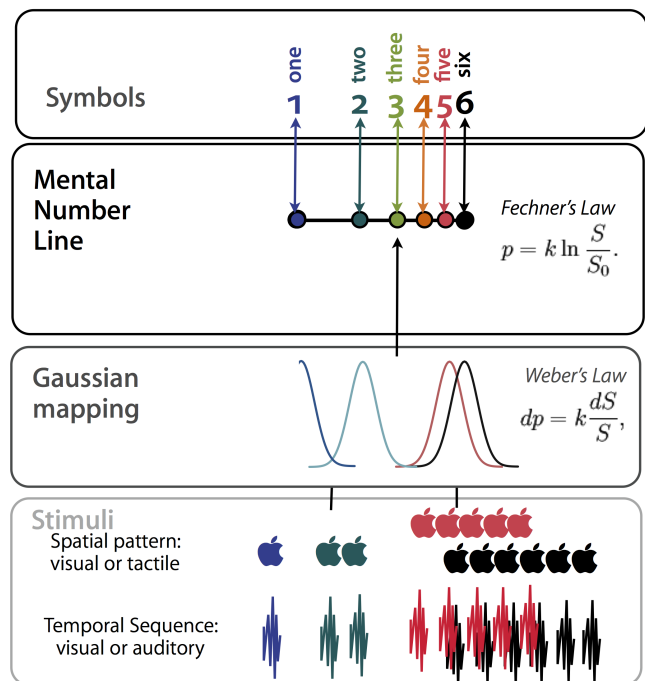 one two three four five six
Symbols
1 2 3 4 5 6
Mental
Number
Line
Fechner's Law
p = k ln S/S₀.
Gaussian
mapping
Weber's Law
dp = k dS/S,
Stimuli
Spatial pattern:
visual or tactile
Temporal Sequence:
visual or auditory